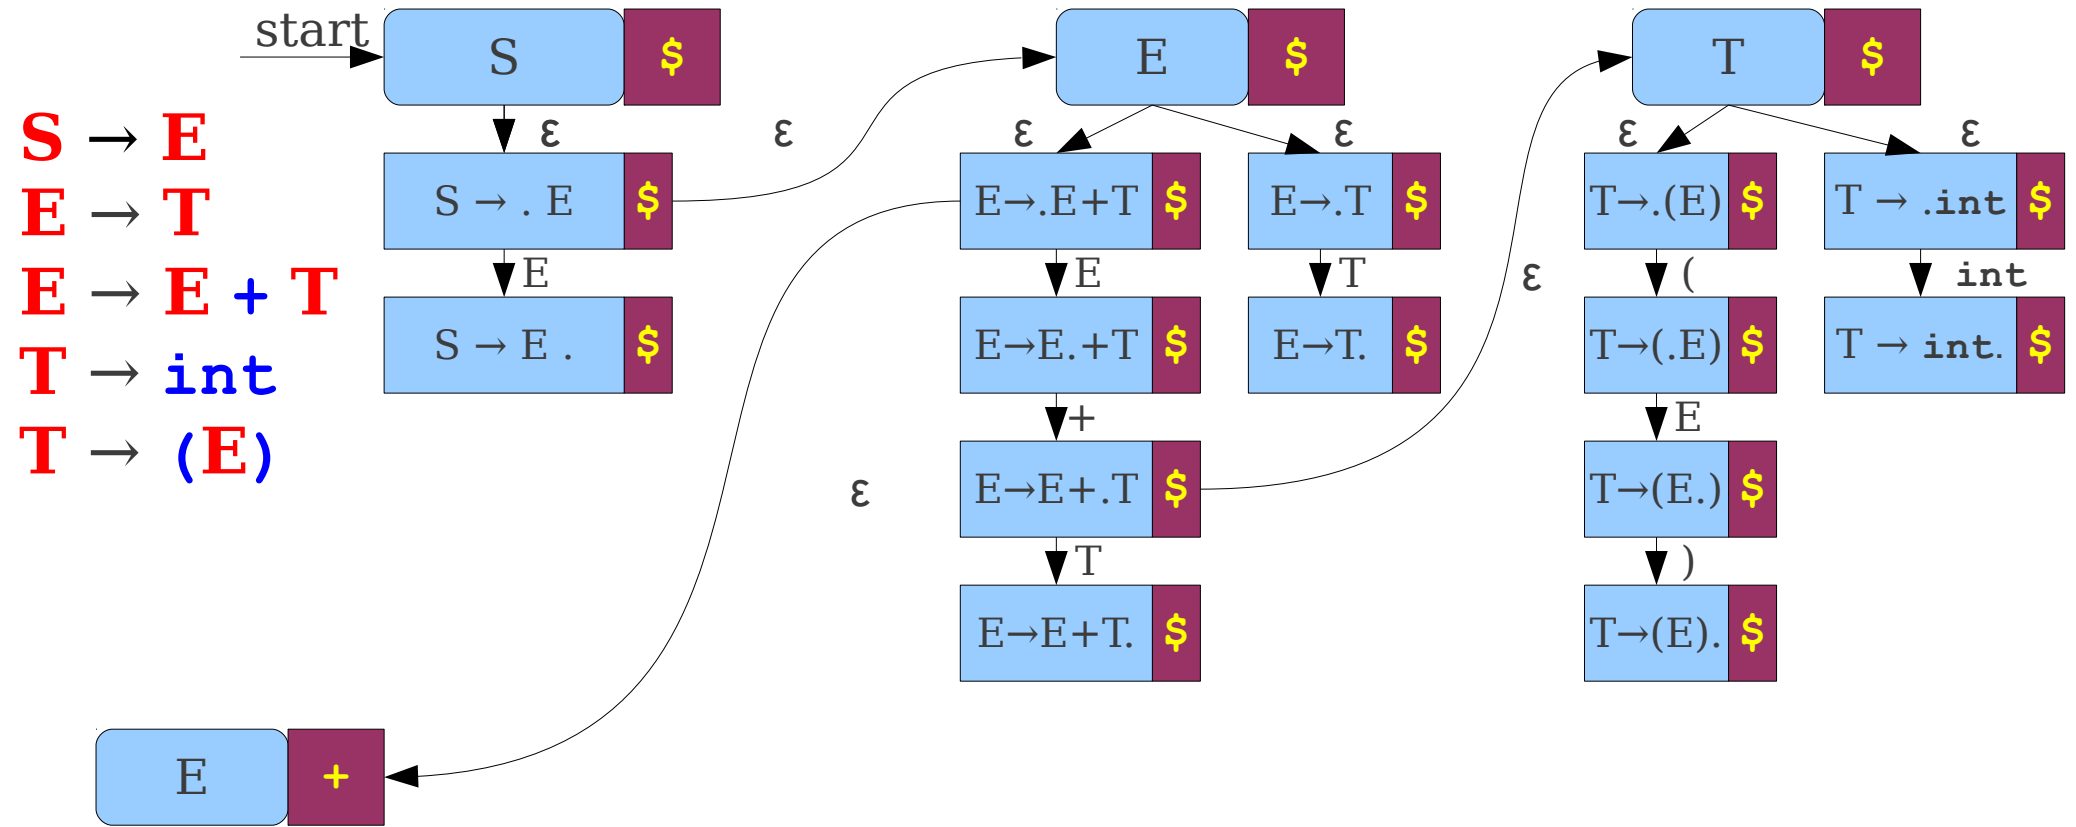 start
S $
E $
T $
ε ε ε ε ε ε
S → E
E → T
E → E + T
T → int
T → (E)
S → . E $
E→.E+T $
E→.T $
T→.(E) $
T → .int $
E
E
T
ε
(
int
S → E . $
E→E.+T $
E→T. $
T→(.E) $
T → int. $
+
E
ε
E→E+.T $
T→(E.) $
T
)
E→E+T. $
T→(E). $
E +